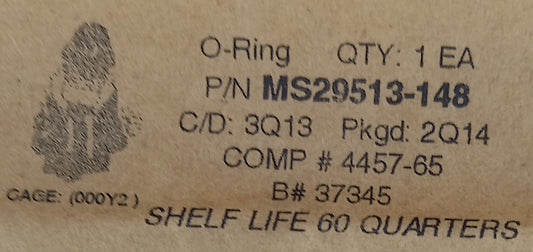 O-Ring QTY: 1 EA
P/N MS29513-148
C/D: 3Q13 Pkgd: 2Q14
COMP # 4457-65
B# 37345
CAGE: (000Y2)
SHELF LIFE 60 QUARTERS